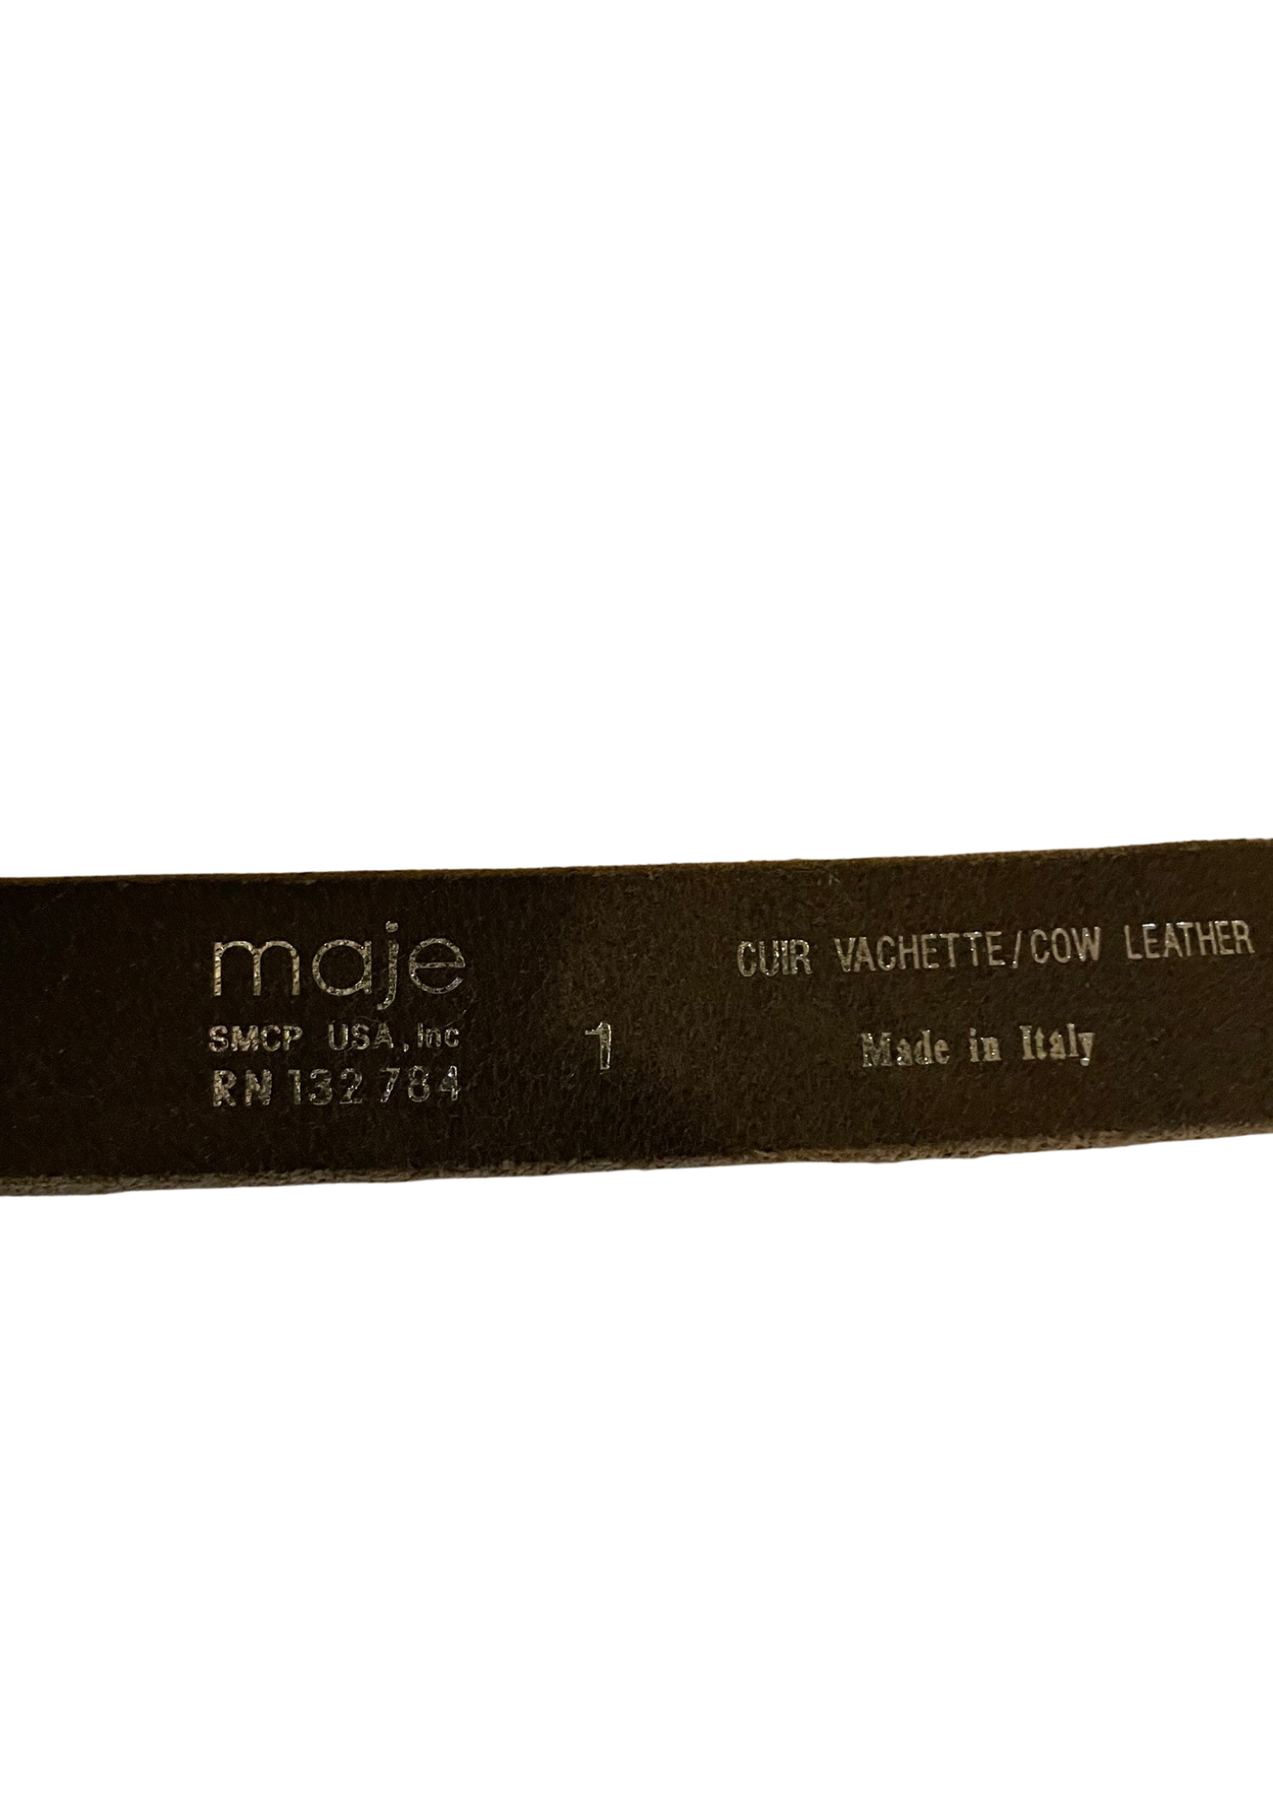 maje
SMCP USA, Inc
RN 132 784
1
CUIR VACHETTE/COW LEATHER
Made in Italy